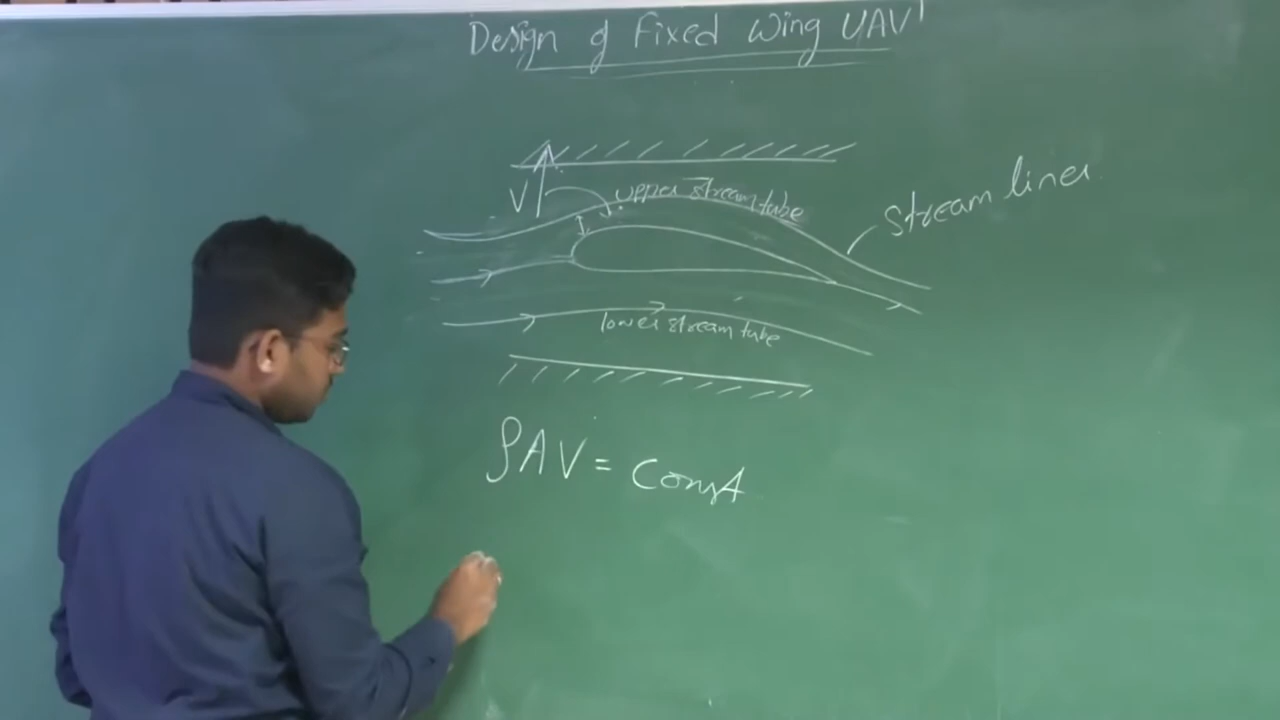 Design of Fixed Wing UAV
V
upper stream tube
Stream lines
lower stream tube
ρAV = Const